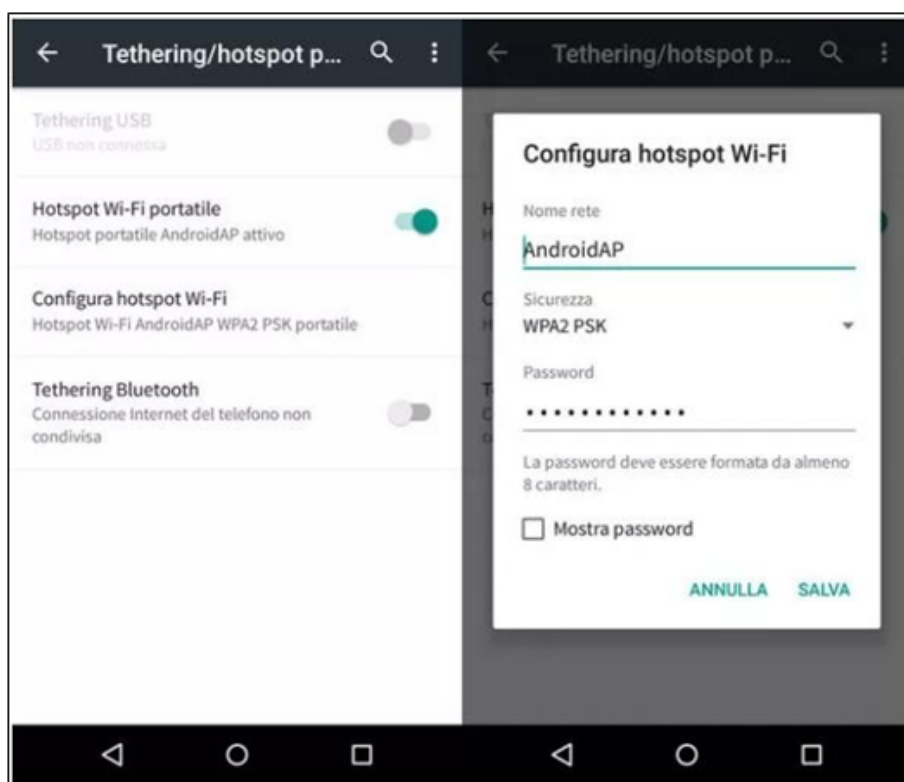 Tethering/hotspot p...
Tethering USB
USB non connessa
Hotspot Wi-Fi portatile
Hotspot portatile AndroidAP attivo
Configura hotspot Wi-Fi
Hotspot Wi-Fi AndroidAP WPA2 PSK portatile
Tethering Bluetooth
Connessione Internet del telefono non
condivisa
Tethering/hotspot p...
Configura hotspot Wi-Fi
Nome rete
AndroidAP
Sicurezza
WPA2 PSK
Password
••••••••••••
La password deve essere formata da almeno
8 caratteri.
Mostra password
ANNULLA SALVA